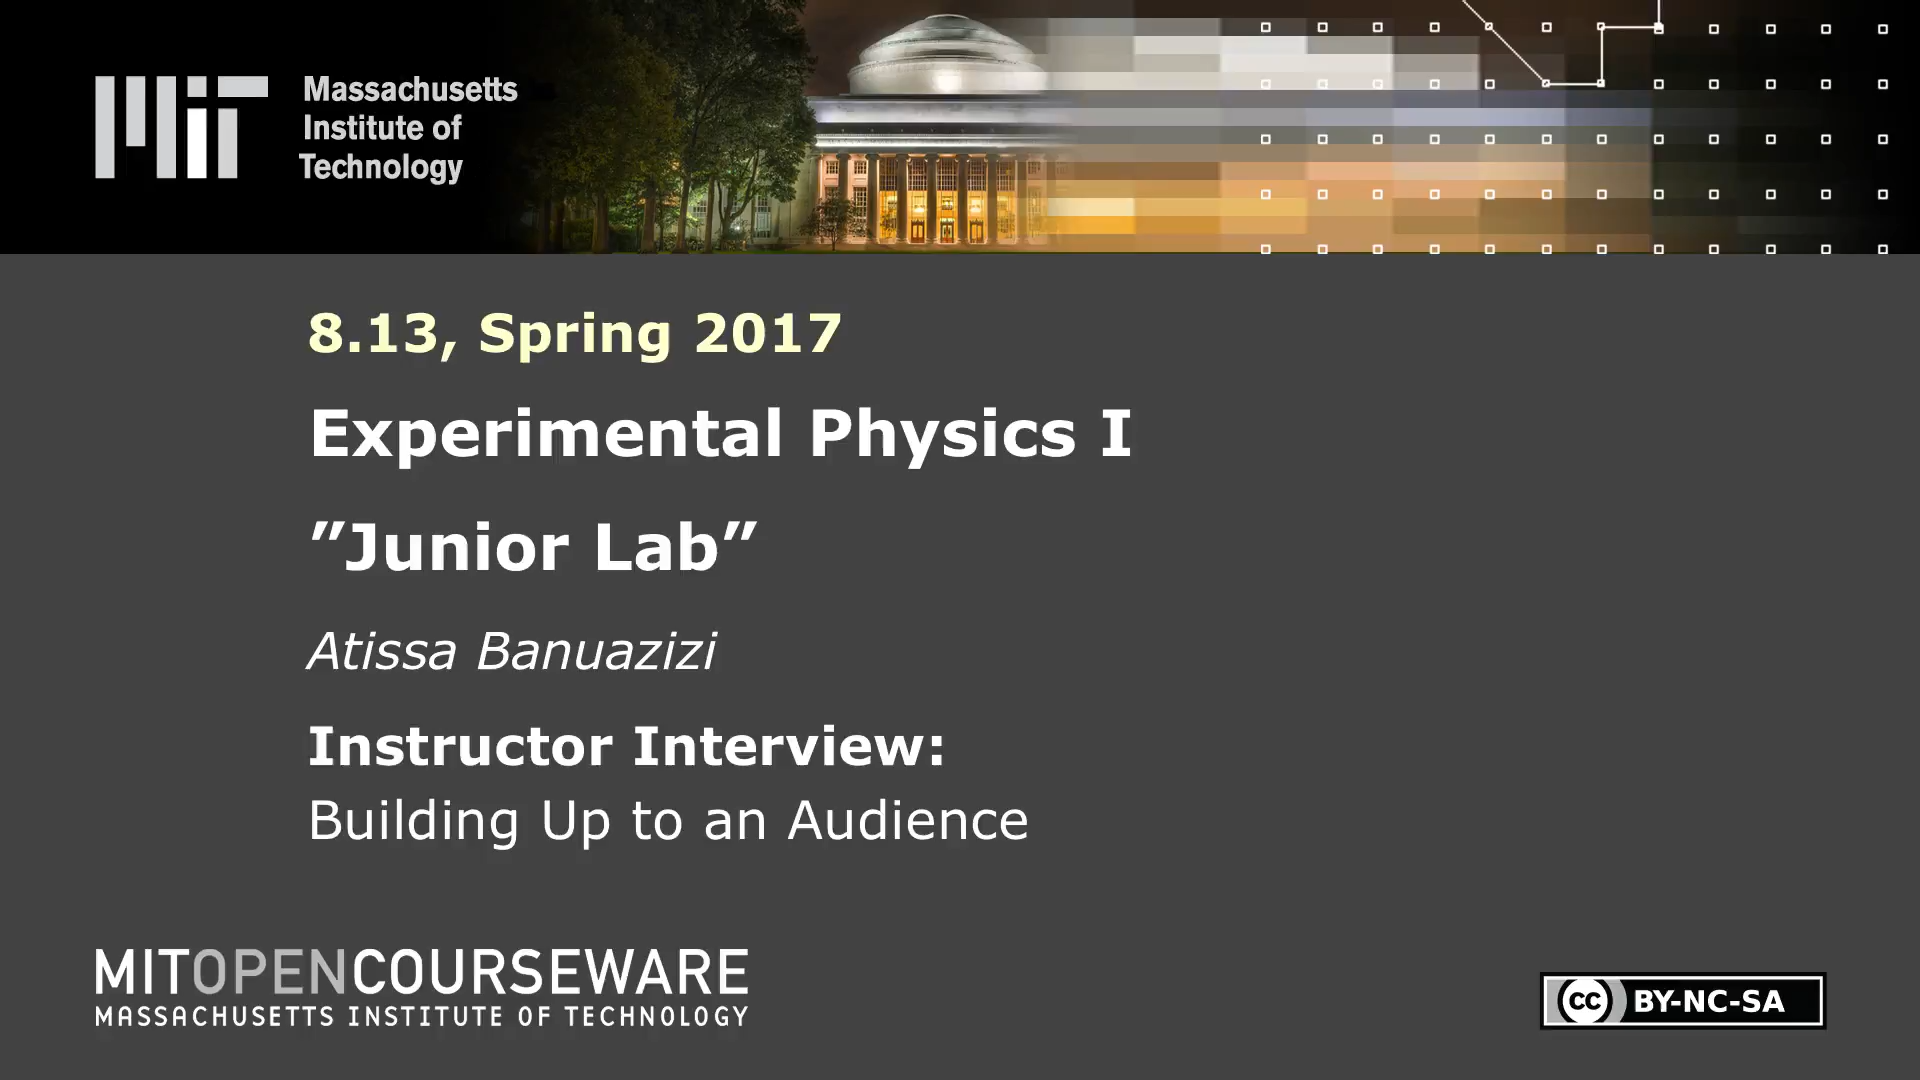 MIT
Massachusetts
Institute of
Technology
8.13, Spring 2017
Experimental Physics I
”Junior Lab”
Atissa Banuazizi
Instructor Interview:
Building Up to an Audience
MITOPENCOURSEWARE
MASSACHUSETTS INSTITUTE OF TECHNOLOGY
cc BY-NC-SA